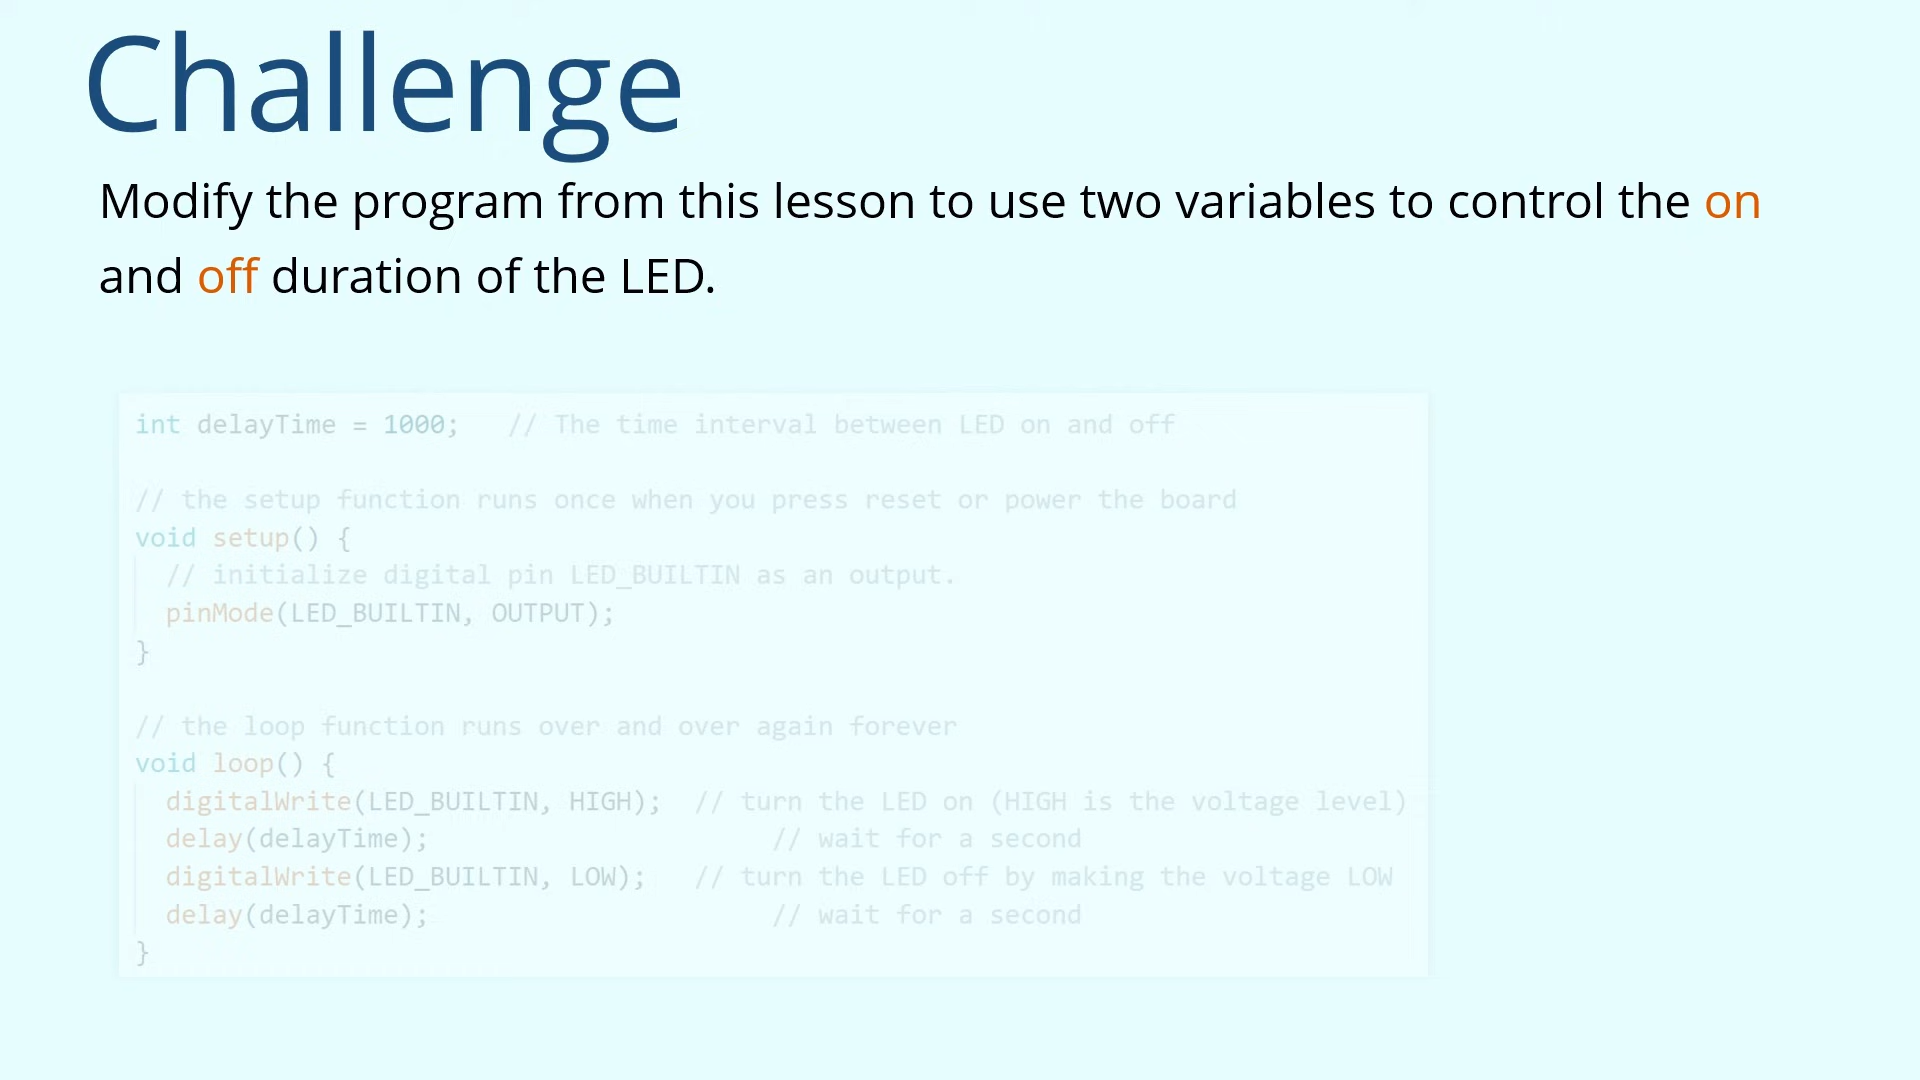 Challenge
Modify the program from this lesson to use two variables to control the on
and off duration of the LED.
int delayTime = 1000;   // The time interval between LED on and off
// the setup function runs once when you press reset or power the board
void setup() {
  // initialize digital pin LED_BUILTIN as an output.
  pinMode(LED_BUILTIN, OUTPUT);
}
// the loop function runs over and over again forever
void loop() {
  digitalWrite(LED_BUILTIN, HIGH);  // turn the LED on (HIGH is the voltage level)
  delay(delayTime);                      // wait for a second
  digitalWrite(LED_BUILTIN, LOW);   // turn the LED off by making the voltage LOW
  delay(delayTime);                      // wait for a second
}